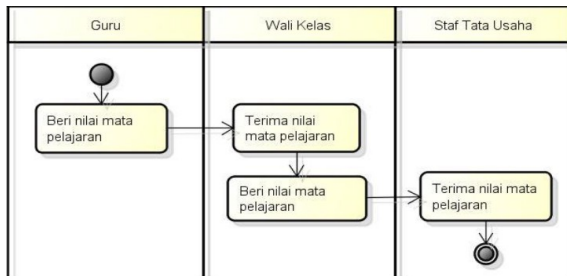 Guru
Wali Kelas
Staf Tata Usaha
Beri nilai mata
pelajaran
Terima nilai
mata pelajaran
Beri nilai mata
pelajaran
Terima nilai mata
pelajaran